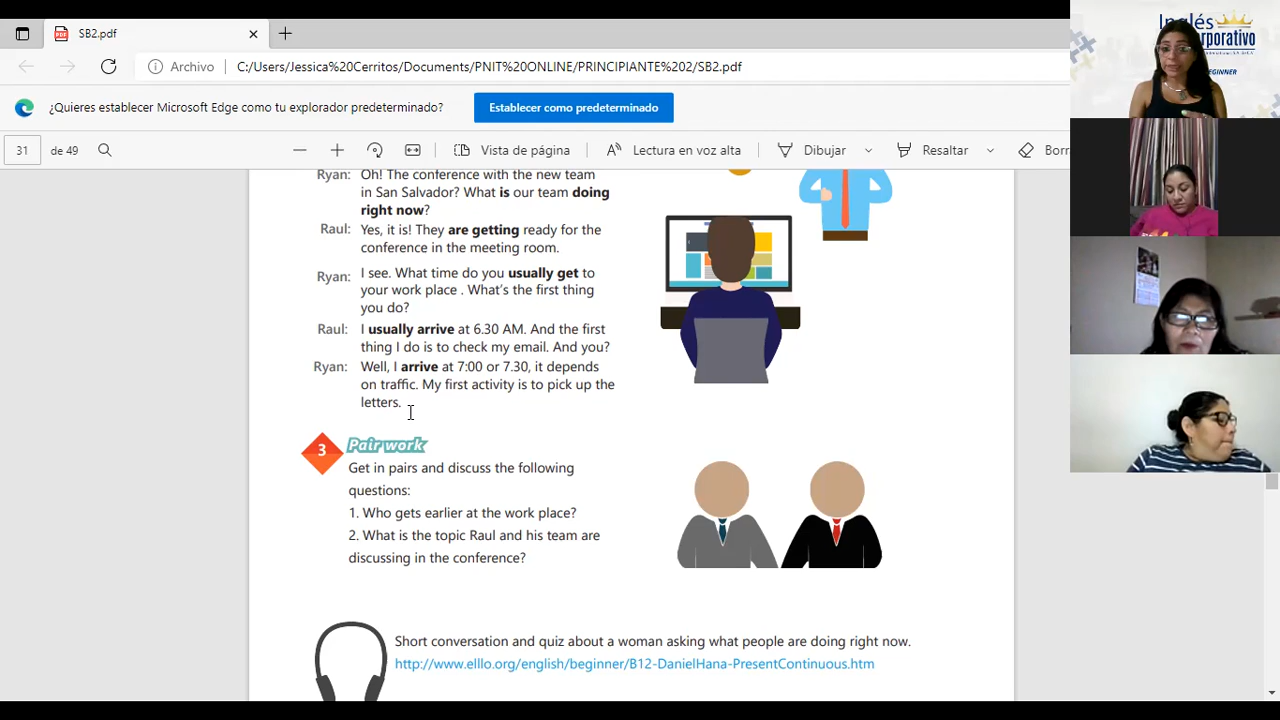 SB2.pdf
Archivo
C:/Users/Jessica%20Cerritos/Documents/PNIT%20ONLINE/PRINCIPIANTE%202/SB2.pdf
¿Quieres establecer Microsoft Edge como tu explorador predeterminado?
Establecer como predeterminado
31 de 49
Vista de página
Lectura en voz alta
Dibujar
Resaltar
Borr
Ryan: Oh! The conference with the new team
in San Salvador? What is our team doing
right now?
Raul: Yes, it is! They are getting ready for the
conference in the meeting room.
Ryan: I see. What time do you usually get to
your work place . What's the first thing
you do?
Raul: I usually arrive at 6.30 AM. And the first
thing I do is to check my email. And you?
Ryan: Well, I arrive at 7:00 or 7.30, it depends
on traffic. My first activity is to pick up the
letters.
3 Pair work
Get in pairs and discuss the following
questions:
1. Who gets earlier at the work place?
2. What is the topic Raul and his team are
discussing in the conference?
Short conversation and quiz about a woman asking what people are doing right now.
http://www.elllo.org/english/beginner/B12-DanielHana-PresentContinuous.htm
Inglés
orporativo
BEGINNER